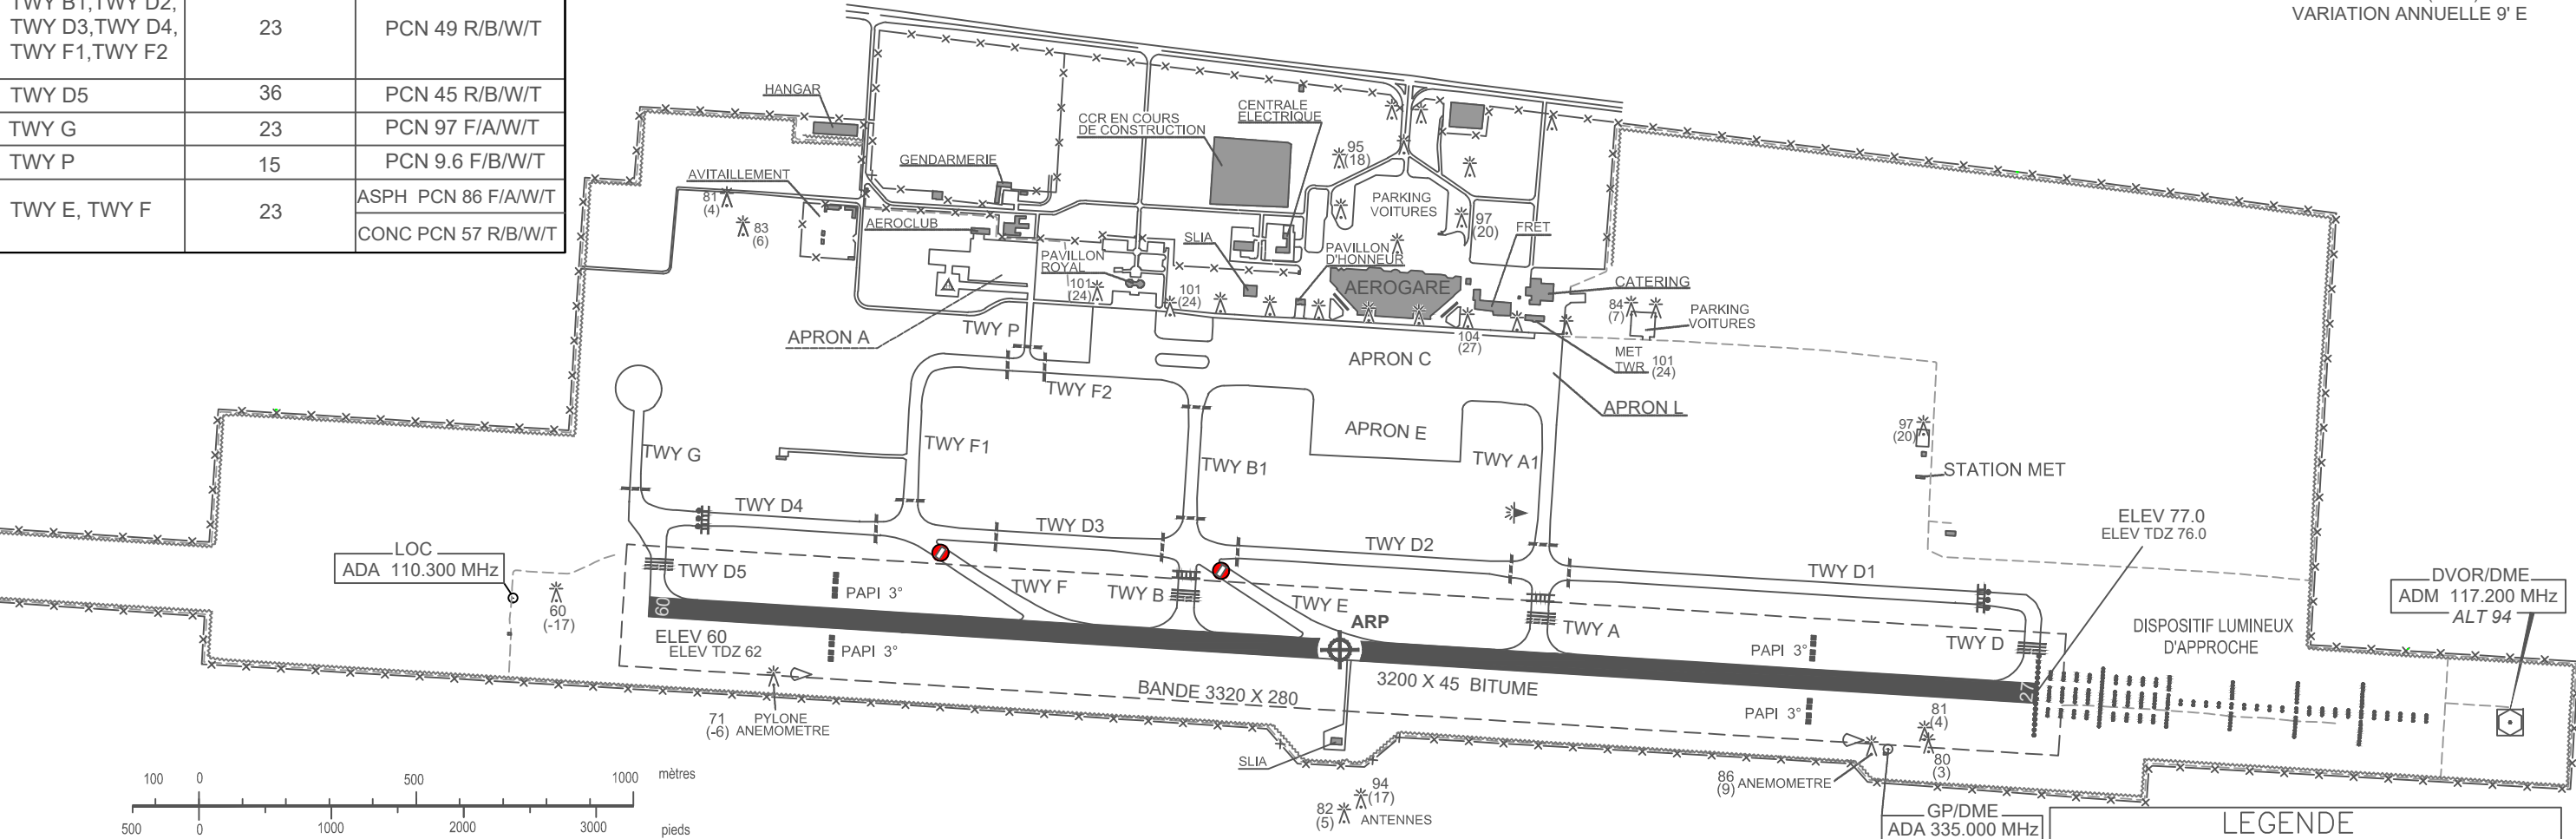 TWY B1,TWY D2,
TWY D3,TWY D4,
TWY F1,TWY F2
23
PCN 49 R/B/W/T
TWY D5
36
PCN 45 R/B/W/T
TWY G
23
PCN 97 F/A/W/T
TWY P
15
PCN 9.6 F/B/W/T
TWY E, TWY F
23
ASPH PCN 86 F/A/W/T
CONC PCN 57 R/B/W/T
VARIATION ANNUELLE 9' E
HANGAR
CCR EN COURS
DE CONSTRUCTION
CENTRALE
ELECTRIQUE
GENDARMERIE
95
(18)
AVITAILLEMENT
81
(4)
83
(6)
AEROCLUB
PARKING
VOITURES
97
(20)
FRET
SLIA
PAVILLON
D'HONNEUR
PAVILLON
ROYAL
101
(24)
101
(24)
AEROGARE
CATERING
84
(7)
PARKING
VOITURES
104
(27)
MET
TWR
101
(24)
APRON A
TWY P
APRON C
TWY F2
APRON L
APRON E
TWY G
TWY F1
TWY B1
TWY A1
97
(20)
STATION MET
TWY D4
TWY D3
TWY D2
TWY D1
ELEV 77.0
ELEV TDZ 76.0
LOC
ADA 110.300 MHz
60
(-17)
TWY D5
PAPI 3°
TWY F
TWY B
TWY E
ARP
TWY A
TWY D
DVOR/DME
ADM 117.200 MHz
ALT 94
DISPOSITIF LUMINEUX
D'APPROCHE
09
ELEV 60
ELEV TDZ 62
PAPI 3°
PAPI 3°
BANDE 3320 X 280
3200 X 45 BITUME
27
PAPI 3°
71
(-6)
PYLONE
ANEMOMETRE
SLIA
81
(4)
80
(3)
86
(9)
ANEMOMETRE
94
(17)
82
(5)
ANTENNES
GP/DME
ADA 335.000 MHz
LEGENDE
100 0 500 1000 mètres
500 0 1000 2000 3000 pieds